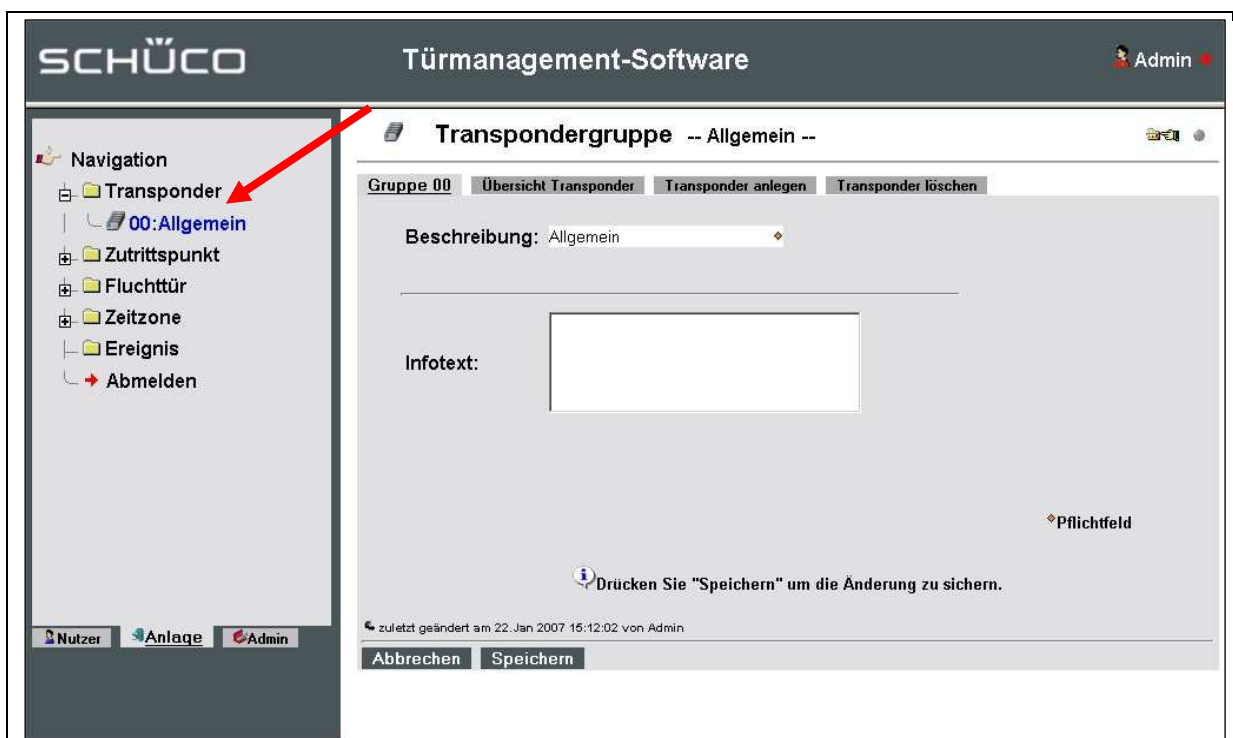 SCHÜCO
Türmanagement-Software
Admin
Navigation
Transponder
00:Allgemein
Zutrittspunkt
Fluchttür
Zeitzone
Ereignis
Abmelden
Nutzer Anlage Admin
Transpondergruppe -- Allgemein --
Gruppe 00 Übersicht Transponder Transponder anlegen Transponder löschen
Beschreibung: Allgemein
Infotext:
Pflichtfeld
Drücken Sie "Speichern" um die Änderung zu sichern.
zuletzt geändert am 22.Jan 2007 15:12:02 von Admin
Abbrechen Speichern